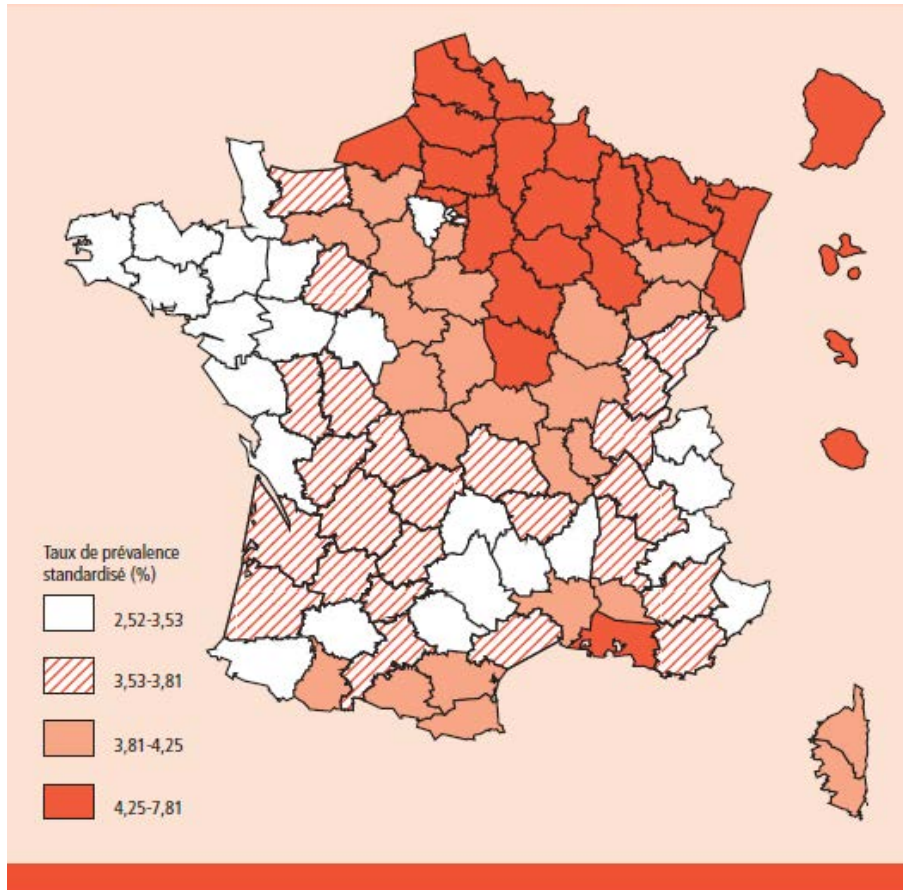 Taux de prévalence
standardisé (%)
2,52-3,53
3,53-3,81
3,81-4,25
4,25-7,81